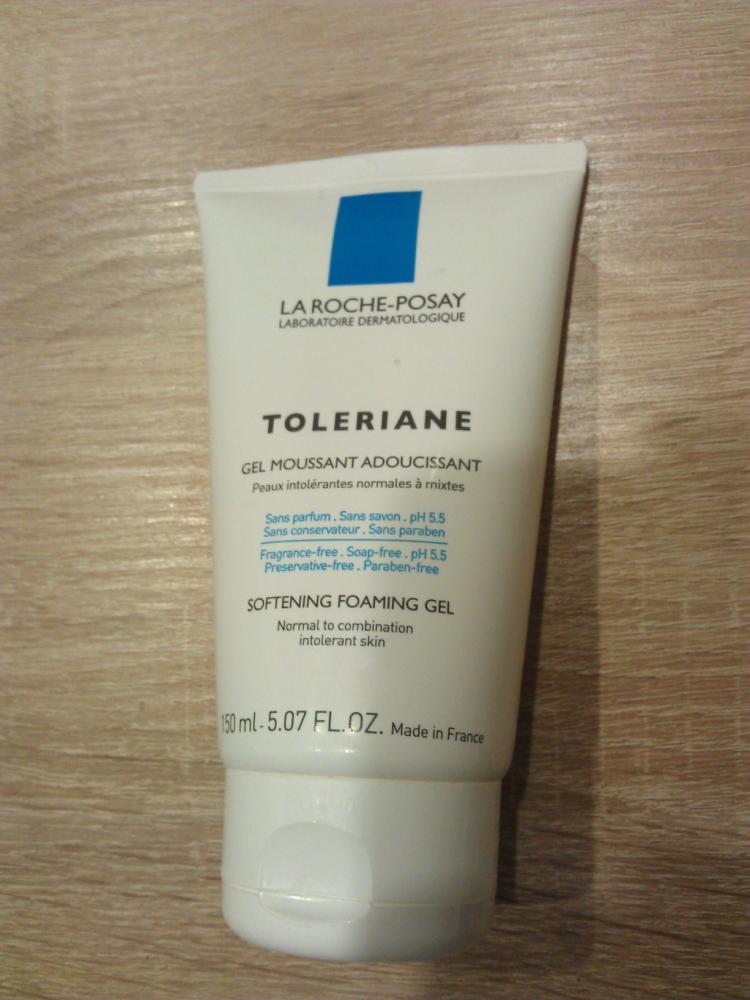 LA ROCHE-POSAY
LABORATOIRE DERMATOLOGIQUE
TOLERIANE
GEL MOUSSANT ADOUCISSANT
Peaux intolérantes normales à mixtes
Sans parfum . Sans savon . pH 5.5
Sans conservateur . Sans paraben
Fragrance-free . Soap-free . pH 5.5
Preservative-free . Paraben-free
SOFTENING FOAMING GEL
Normal to combination
intolerant skin
150 ml - 5.07 FL.OZ. Made in France